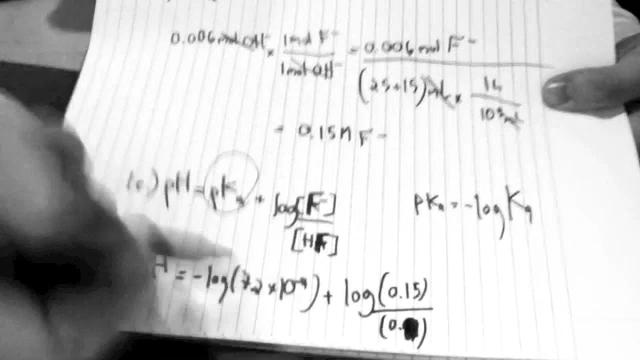 0.006 mol OH⁻ × 1 mol F⁻ / 1 mol OH⁻ = 0.006 mol F⁻ / (25+15) mL × 1L / 10³ mL
= 0.15 M F⁻
pH = pKa + log [F⁻] / [HF] pKa = -log Ka
H = -log(7.2 × 10⁻⁴) + log (0.15)